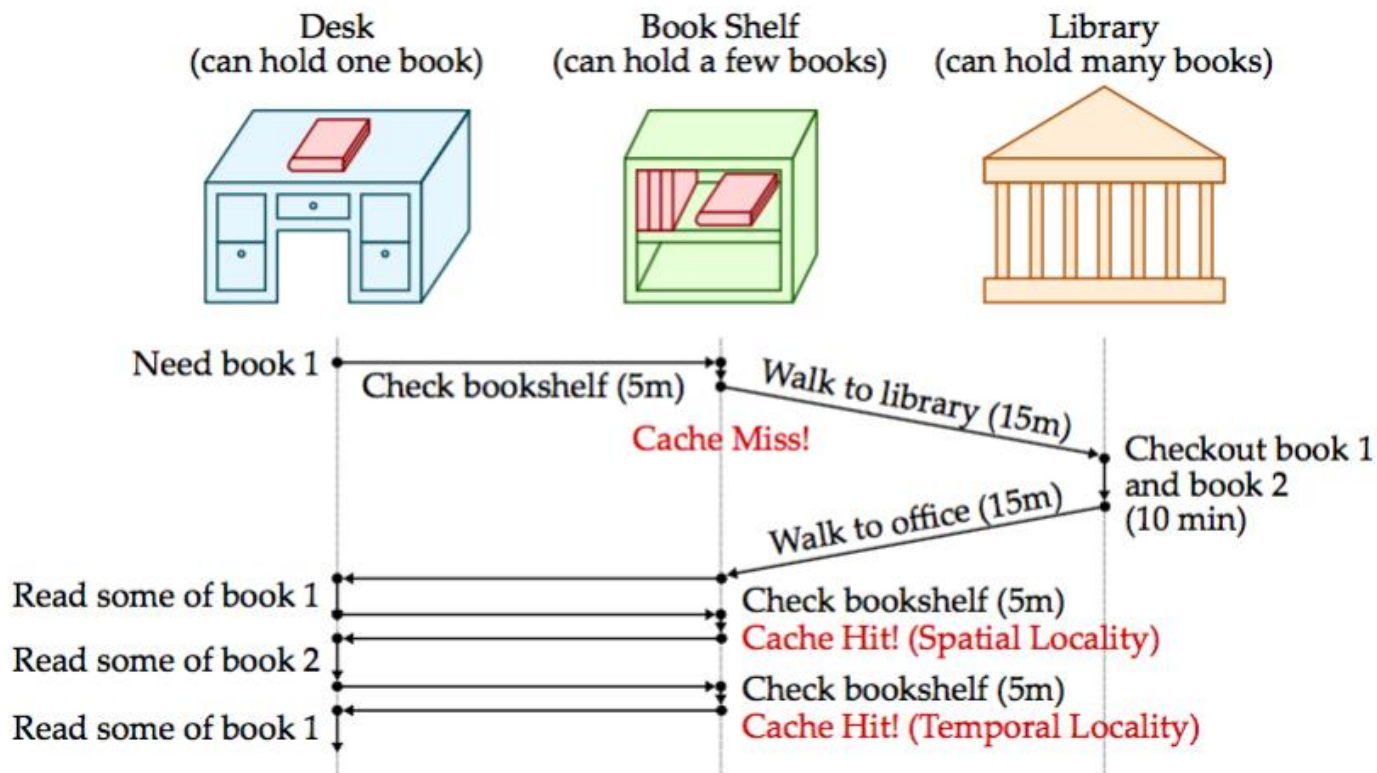 Desk
(can hold one book)
Book Shelf
(can hold a few books)
Library
(can hold many books)
Need book 1
Check bookshelf (5m)
Walk to library (15m)
Cache Miss!
Checkout book 1
and book 2
(10 min)
Walk to office (15m)
Read some of book 1
Check bookshelf (5m)
Cache Hit! (Spatial Locality)
Read some of book 2
Check bookshelf (5m)
Cache Hit! (Temporal Locality)
Read some of book 1